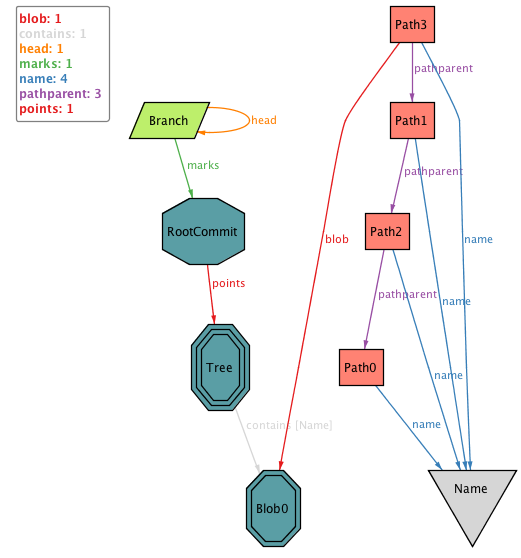 blob: 1
contains: 1
head: 1
marks: 1
name: 4
pathparent: 3
points: 1
Path3
pathparent
Branch
head
Path1
marks
pathparent
RootCommit
Path2
blob
name
points
pathparent
name
Tree
Path0
name
contains [Name]
name
Blob0
Name